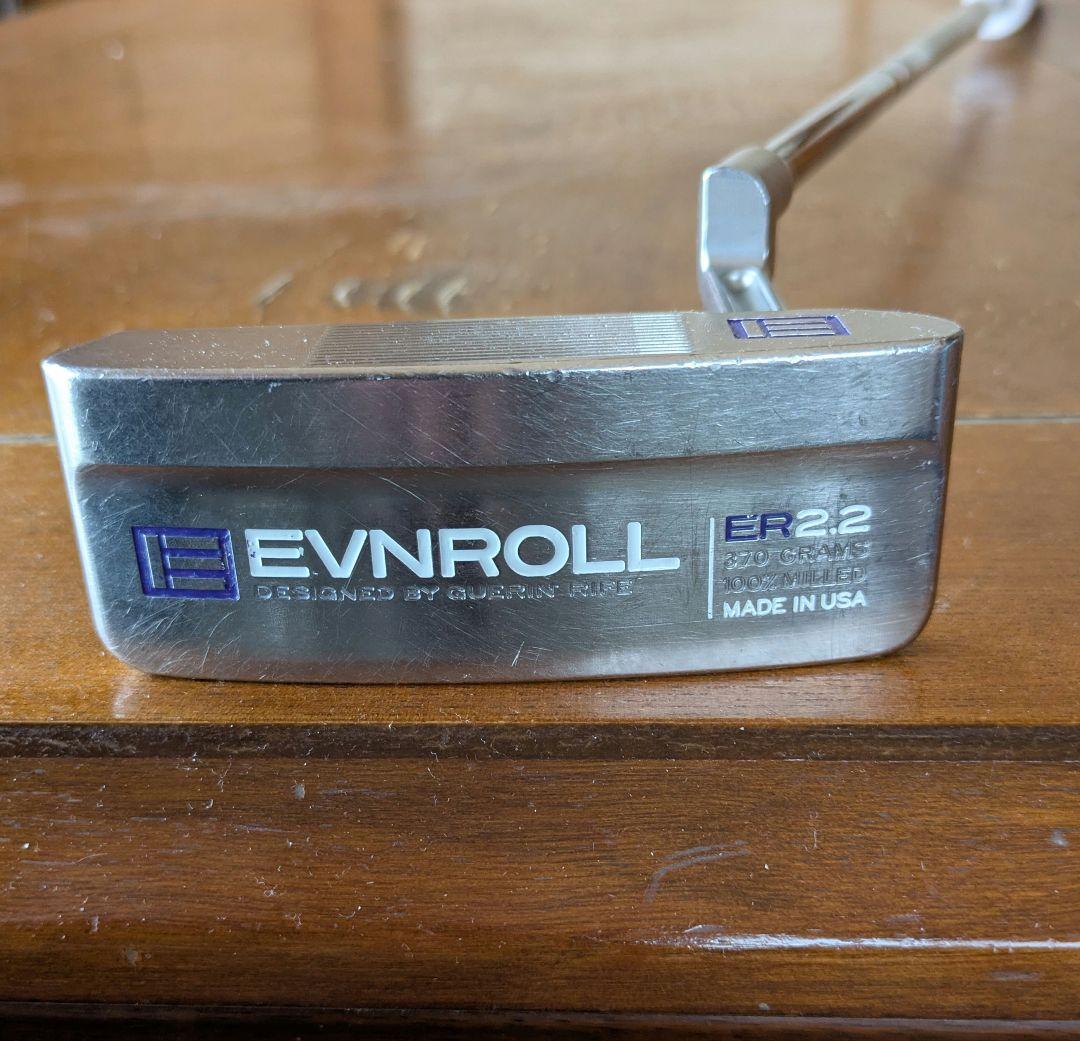 EVNROLL
DESIGNED BY GUERIN RIFE
ER2.2
370 GRAMS
100% MILLED
MADE IN USA